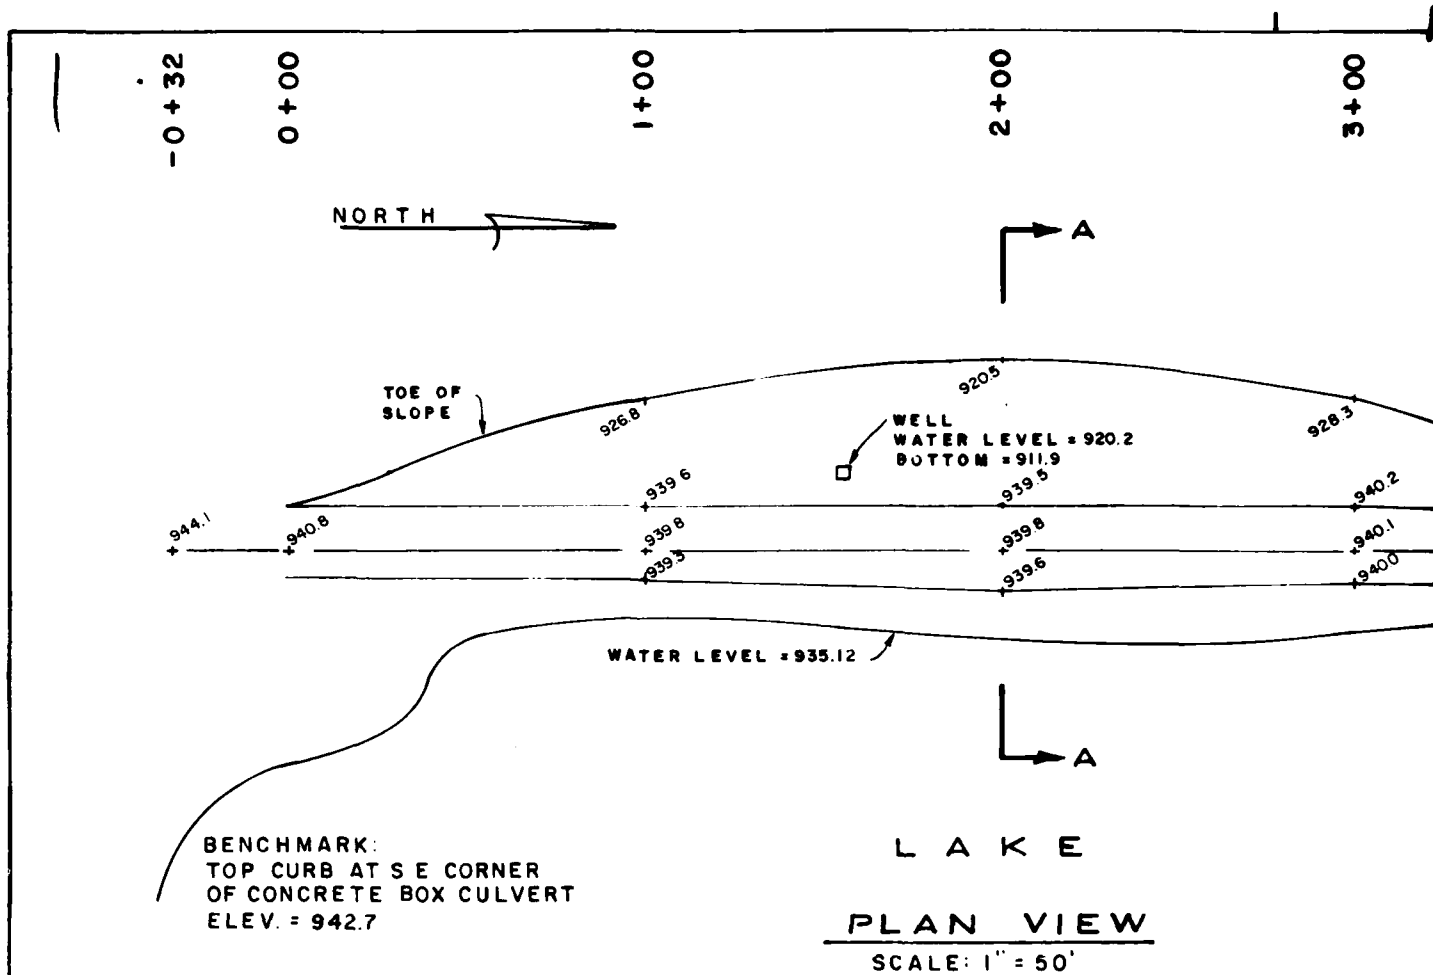 -0+32
0+00
1+00
2+00
3+00
NORTH
A
TOE OF
SLOPE
926.8
920.5
928.3
WELL
WATER LEVEL = 920.2
BOTTOM = 911.9
939.6
939.5
940.2
944.1
940.8
939.8
939.8
940.1
939.3
939.6
940.0
WATER LEVEL = 935.12
A
BENCHMARK:
TOP CURB AT S E CORNER
OF CONCRETE BOX CULVERT
ELEV. = 942.7
LAKE
PLAN VIEW
SCALE: 1" = 50'